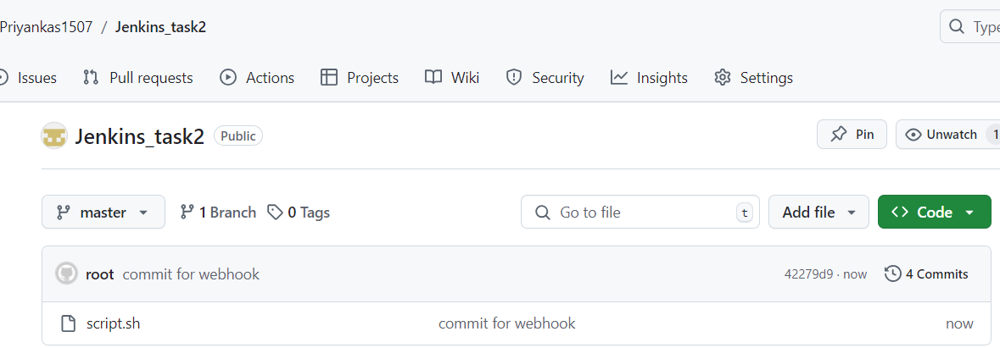 Priyankas1507 / Jenkins_task2 Type
Issues Pull requests Actions Projects Wiki Security Insights Settings
Jenkins_task2 Public Pin Unwatch 1
master 1 Branch 0 Tags Go to file t Add file Code
root commit for webhook 42279d9 · now 4 Commits
script.sh commit for webhook now